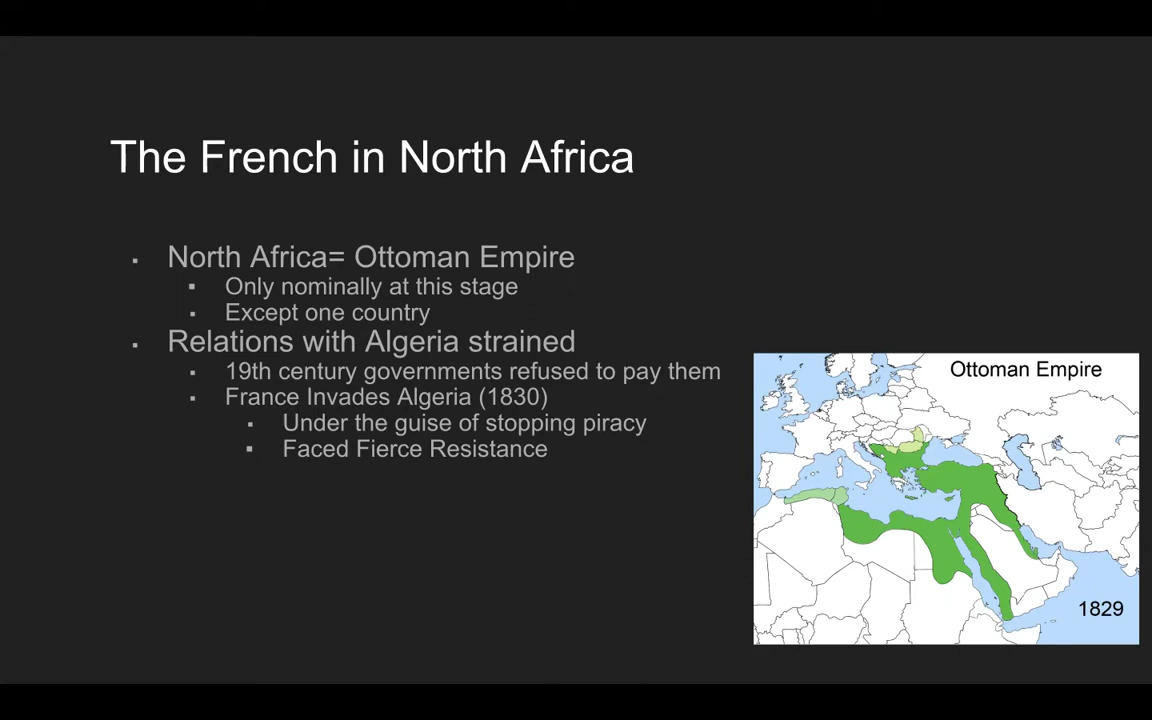 The French in North Africa
▪ North Africa= Ottoman Empire
▪ Only nominally at this stage
▪ Except one country
▪ Relations with Algeria strained
▪ 19th century governments refused to pay them
▪ France Invades Algeria (1830)
▪ Under the guise of stopping piracy
▪ Faced Fierce Resistance
Ottoman Empire
1829